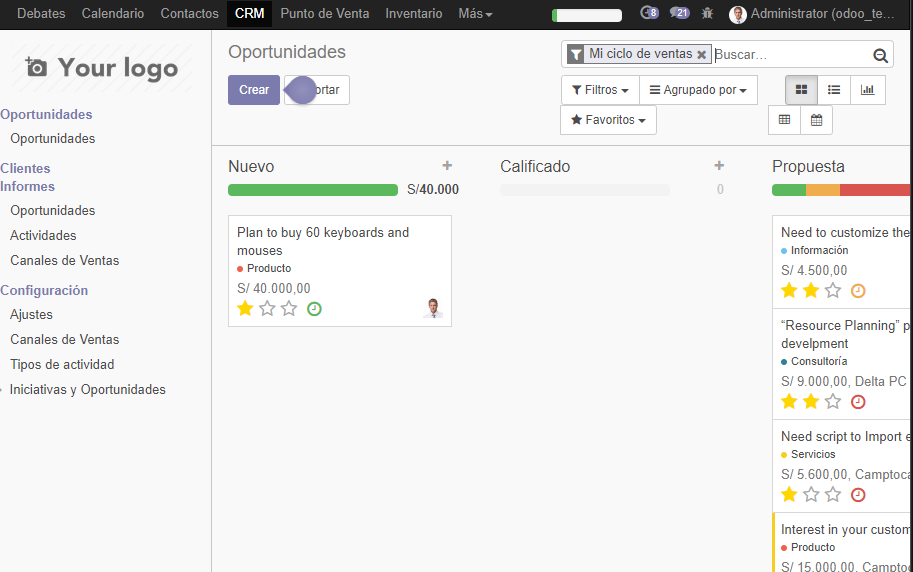 Debates Calendario Contactos CRM Punto de Venta Inventario Más 8 21 Administrator (odoo_te...
Your logo
Oportunidades
Oportunidades
Clientes
Informes
Oportunidades
Actividades
Canales de Ventas
Configuración
Ajustes
Canales de Ventas
Tipos de actividad
Iniciativas y Oportunidades
Oportunidades
Mi ciclo de ventas Buscar...
Crear ortar
Filtros Agrupado por
Favoritos
Nuevo
S/40.000
Plan to buy 60 keyboards and
mouses
Producto
S/ 40.000,00
Calificado
0
Propuesta
Need to customize the
Información
S/ 4.500,00
“Resource Planning” p
develpment
Consultoría
S/ 9.000,00, Delta PC
Need script to Import e
Servicios
S/ 5.600,00, Camptoca
Interest in your custom
Producto
S/ 15.000,00, Campto